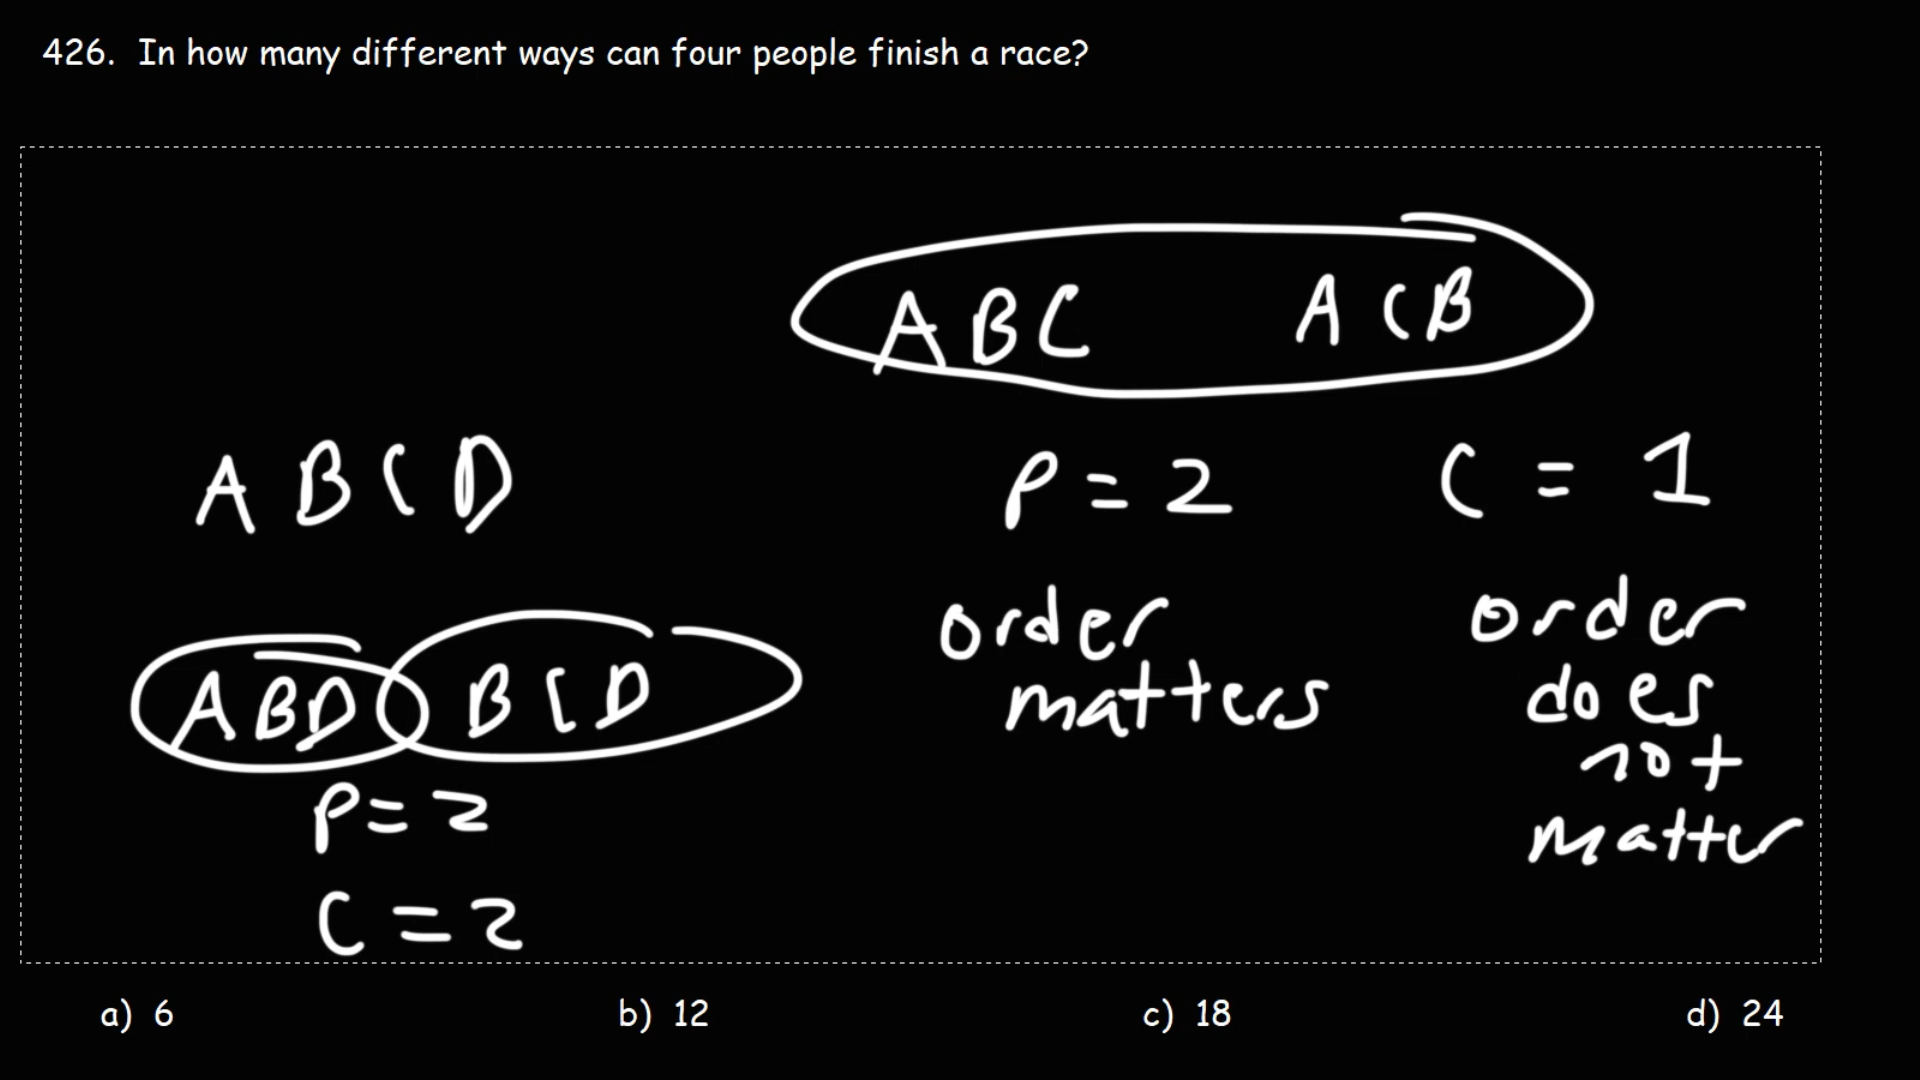 426. In how many different ways can four people finish a race?
ABC ACB
ABCD
P = 2 C = 1
ABD BCD
P = 2
C = 2
order
matters
order
does
not
matter
a) 6 b) 12 c) 18 d) 24